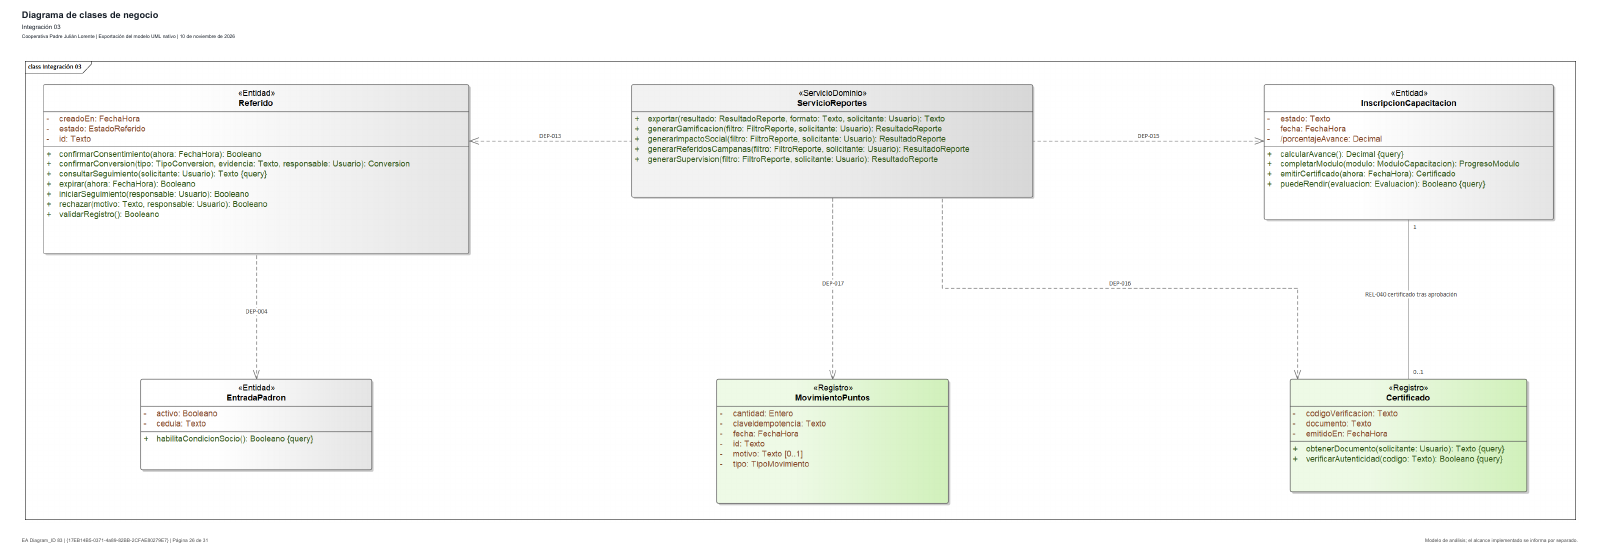 Diagrama de clases de negocio
Integración 03
Cooperativa Padre Julián Lorente | Exportación del modelo UML nativo | 10 de noviembre de 2026
class Integración 03
«Entidad»
Referido
- creadoEn: FechaHora
- estado: EstadoReferido
- id: Texto
+ confirmarConsentimiento(ahora: FechaHora): Booleano
+ confirmarConversion(tipo: TipoConversion, evidencia: Texto, responsable: Usuario): Conversion
+ consultarSeguimiento(solicitante: Usuario): Texto {query}
+ expirar(ahora: FechaHora): Booleano
+ iniciarSeguimiento(responsable: Usuario): Booleano
+ rechazar(motivo: Texto, responsable: Usuario): Booleano
+ validarRegistro(): Booleano
DEP-013
«ServicioDominio»
ServicioReportes
+ exportar(resultado: ResultadoReporte, formato: Texto, solicitante: Usuario): Texto
+ generarGamificacion(filtro: FiltroReporte, solicitante: Usuario): ResultadoReporte
+ generarImpactoSocial(filtro: FiltroReporte, solicitante: Usuario): ResultadoReporte
+ generarReferidosCampanas(filtro: FiltroReporte, solicitante: Usuario): ResultadoReporte
+ generarSupervision(filtro: FiltroReporte, solicitante: Usuario): ResultadoReporte
DEP-015
«Entidad»
InscripcionCapacitacion
- estado: Texto
- fecha: FechaHora
- /porcentajeAvance: Decimal
+ calcularAvance(): Decimal {query}
+ completarModulo(modulo: ModuloCapacitacion): ProgresoModulo
+ emitirCertificado(ahora: FechaHora): Certificado
+ puedeRendir(evaluacion: Evaluacion): Booleano {query}
1
DEP-017
DEP-016
REL-040 certificado tras aprobación
DEP-004
0..1
«Entidad»
EntradaPadron
- activo: Booleano
- cedula: Texto
+ habilitaCondicionSocio(): Booleano {query}
«Registro»
MovimientoPuntos
- cantidad: Entero
- claveIdempotencia: Texto
- fecha: FechaHora
- id: Texto
- motivo: Texto [0..1]
- tipo: TipoMovimiento
«Registro»
Certificado
- codigoVerificacion: Texto
- documento: Texto
- emitidoEn: FechaHora
+ obtenerDocumento(solicitante: Usuario): Texto {query}
+ verificarAutenticidad(codigo: Texto): Booleano {query}
Página 26 de 31
Modelo de análisis; el alcance implementado se informa por separado.